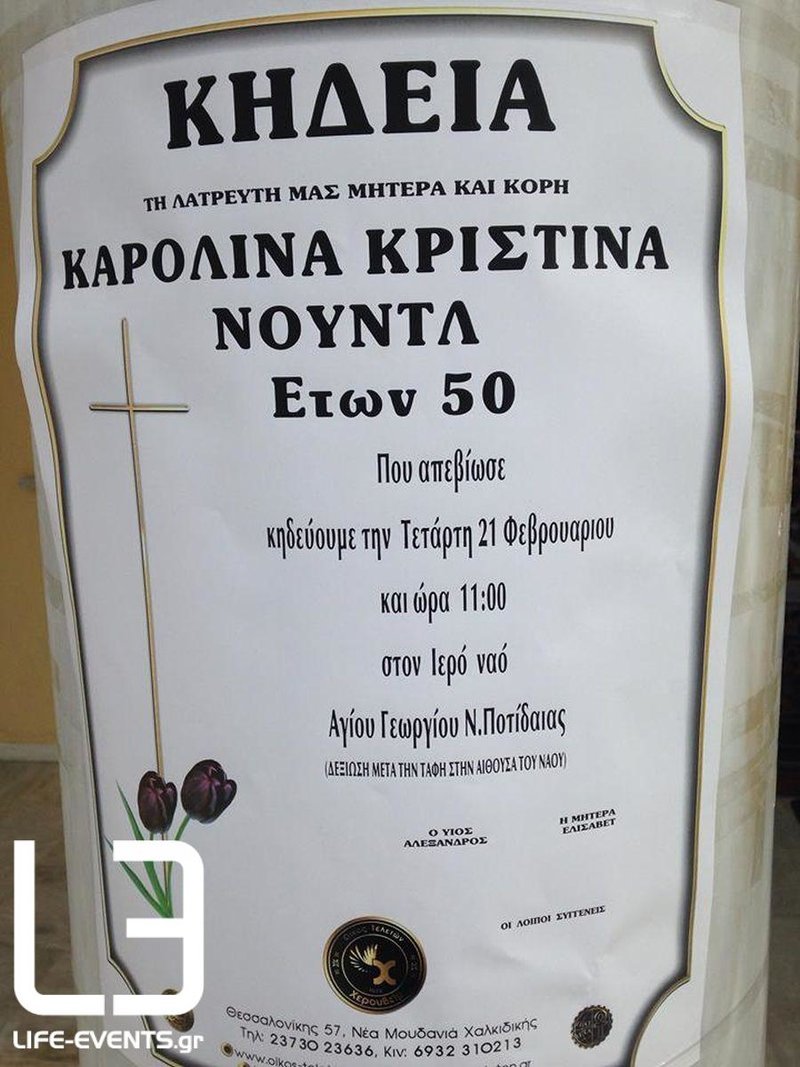 ΚΗΔΕΙΑ
ΤΗ ΛΑΤΡΕΥΤΗ ΜΑΣ ΜΗΤΕΡΑ ΚΑΙ ΚΟΡΗ
ΚΑΡΟΛΙΝΑ ΚΡΙΣΤΙΝΑ
ΝΟΥΝΤΛ
Ετων 50
Που απεβίωσε
κηδεύουμε την Τετάρτη 21 Φεβρουαριου
και ώρα 11:00
στον Ιερό ναό
Αγίου Γεωργίου Ν.Ποτίδαιας
(ΔΕΞΙΩΣΗ ΜΕΤΑ ΤΗΝ ΤΑΦΗ ΣΤΗΝ ΑΙΘΟΥΣΑ ΤΟΥ ΝΑΟΥ)
Ο ΥΙΟΣ
ΑΛΕΞΑΝΔΡΟΣ
Η ΜΗΤΕΡΑ
ΕΛΙΣΑΒΕΤ
ΟΙ ΛΟΙΠΟΙ ΣΥΓΓΕΝΕΙΣ
Οίκος Τελετών
Χερουβείμ
Θεσσαλονίκης 57, Νέα Μουδανιά Χαλκιδικής
Τηλ: 23730 23636, Κιν: 6932 310213
LIFE-EVENTS.gr